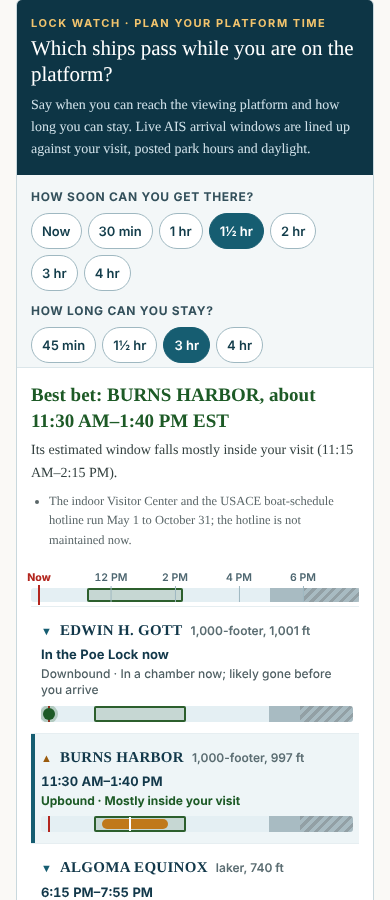 LOCK WATCH · PLAN YOUR PLATFORM TIME
Which ships pass while you are on the
platform?
Say when you can reach the viewing platform and how
long you can stay. Live AIS arrival windows are lined up
against your visit, posted park hours and daylight.
HOW SOON CAN YOU GET THERE?
Now 30 min 1 hr 1½ hr 2 hr
3 hr 4 hr
HOW LONG CAN YOU STAY?
45 min 1½ hr 3 hr 4 hr
Best bet: BURNS HARBOR, about
11:30 AM–1:40 PM EST
Its estimated window falls mostly inside your visit (11:15
AM–2:15 PM).
• The indoor Visitor Center and the USACE boat-schedule
hotline run May 1 to October 31; the hotline is not
maintained now.
Now 12 PM 2 PM 4 PM 6 PM
▼ EDWIN H. GOTT 1,000-footer, 1,001 ft
In the Poe Lock now
Downbound · In a chamber now; likely gone before
you arrive
▲ BURNS HARBOR 1,000-footer, 997 ft
11:30 AM–1:40 PM
Upbound · Mostly inside your visit
▼ ALGOMA EQUINOX laker, 740 ft
6:15 PM–7:55 PM